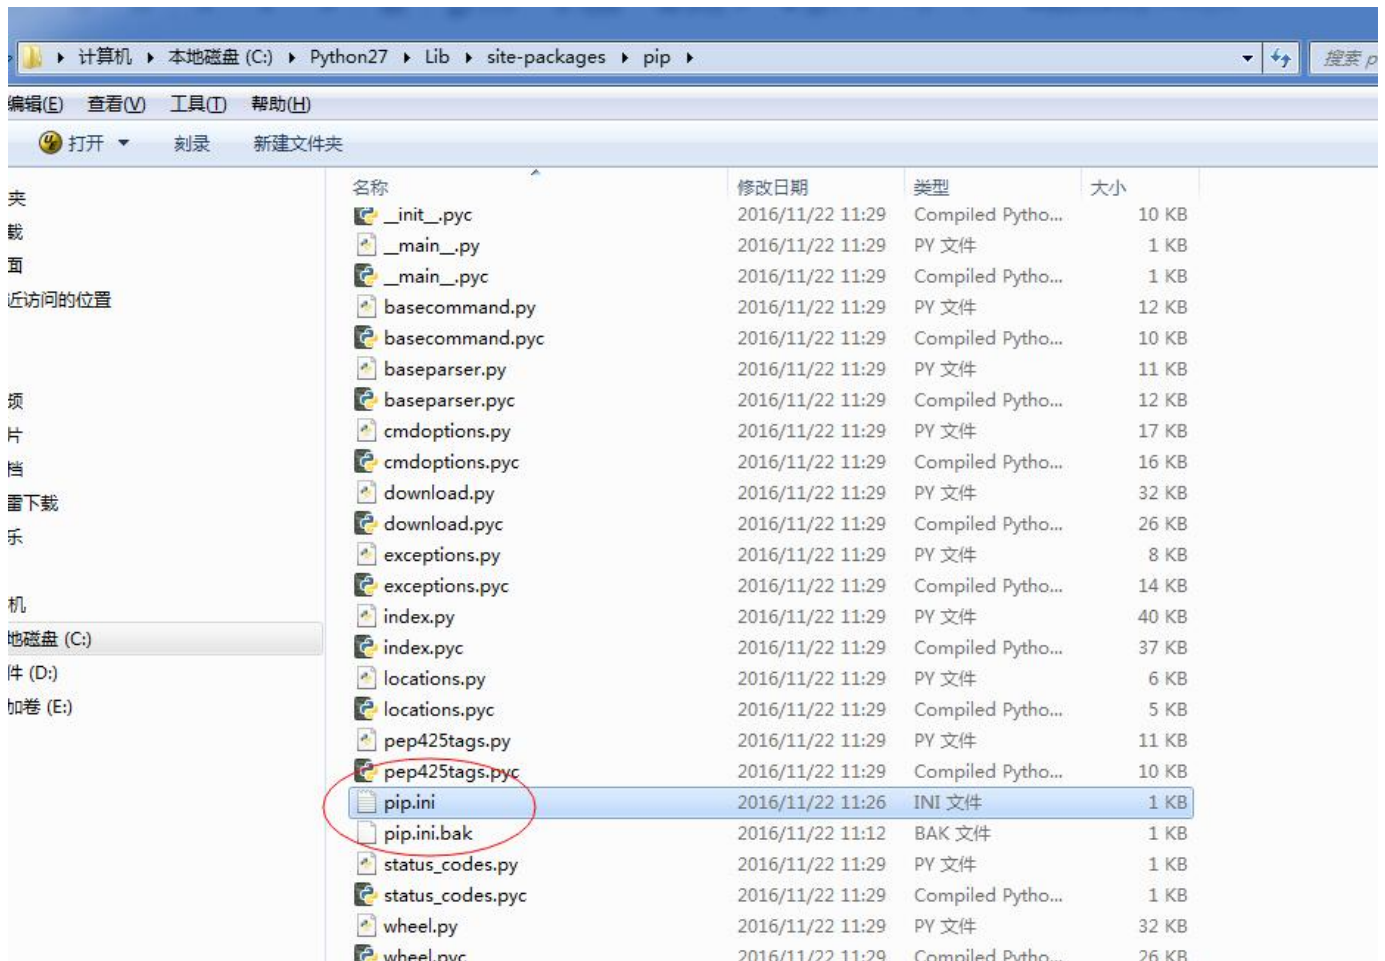 计算机 本地磁盘 (C:) Python27 Lib site-packages pip 搜索 p
编辑(E) 查看(V) 工具(T) 帮助(H)
打开 刻录 新建文件夹
名称 修改日期 类型 大小
夹
载
面
近访问的位置
频
片
档
雷下载
乐
机
地磁盘 (C:)
件 (D:)
加卷 (E:)
__init__.pyc 2016/11/22 11:29 Compiled Pytho... 10 KB
__main__.py 2016/11/22 11:29 PY 文件 1 KB
__main__.pyc 2016/11/22 11:29 Compiled Pytho... 1 KB
basecommand.py 2016/11/22 11:29 PY 文件 12 KB
basecommand.pyc 2016/11/22 11:29 Compiled Pytho... 10 KB
baseparser.py 2016/11/22 11:29 PY 文件 11 KB
baseparser.pyc 2016/11/22 11:29 Compiled Pytho... 12 KB
cmdoptions.py 2016/11/22 11:29 PY 文件 17 KB
cmdoptions.pyc 2016/11/22 11:29 Compiled Pytho... 16 KB
download.py 2016/11/22 11:29 PY 文件 32 KB
download.pyc 2016/11/22 11:29 Compiled Pytho... 26 KB
exceptions.py 2016/11/22 11:29 PY 文件 8 KB
exceptions.pyc 2016/11/22 11:29 Compiled Pytho... 14 KB
index.py 2016/11/22 11:29 PY 文件 40 KB
index.pyc 2016/11/22 11:29 Compiled Pytho... 37 KB
locations.py 2016/11/22 11:29 PY 文件 6 KB
locations.pyc 2016/11/22 11:29 Compiled Pytho... 5 KB
pep425tags.py 2016/11/22 11:29 PY 文件 11 KB
pep425tags.pyc 2016/11/22 11:29 Compiled Pytho... 10 KB
pip.ini 2016/11/22 11:26 INI 文件 1 KB
pip.ini.bak 2016/11/22 11:12 BAK 文件 1 KB
status_codes.py 2016/11/22 11:29 PY 文件 1 KB
status_codes.pyc 2016/11/22 11:29 Compiled Pytho... 1 KB
wheel.py 2016/11/22 11:29 PY 文件 32 KB
wheel.pyc 2016/11/22 11:29 Compiled Pytho... 26 KB